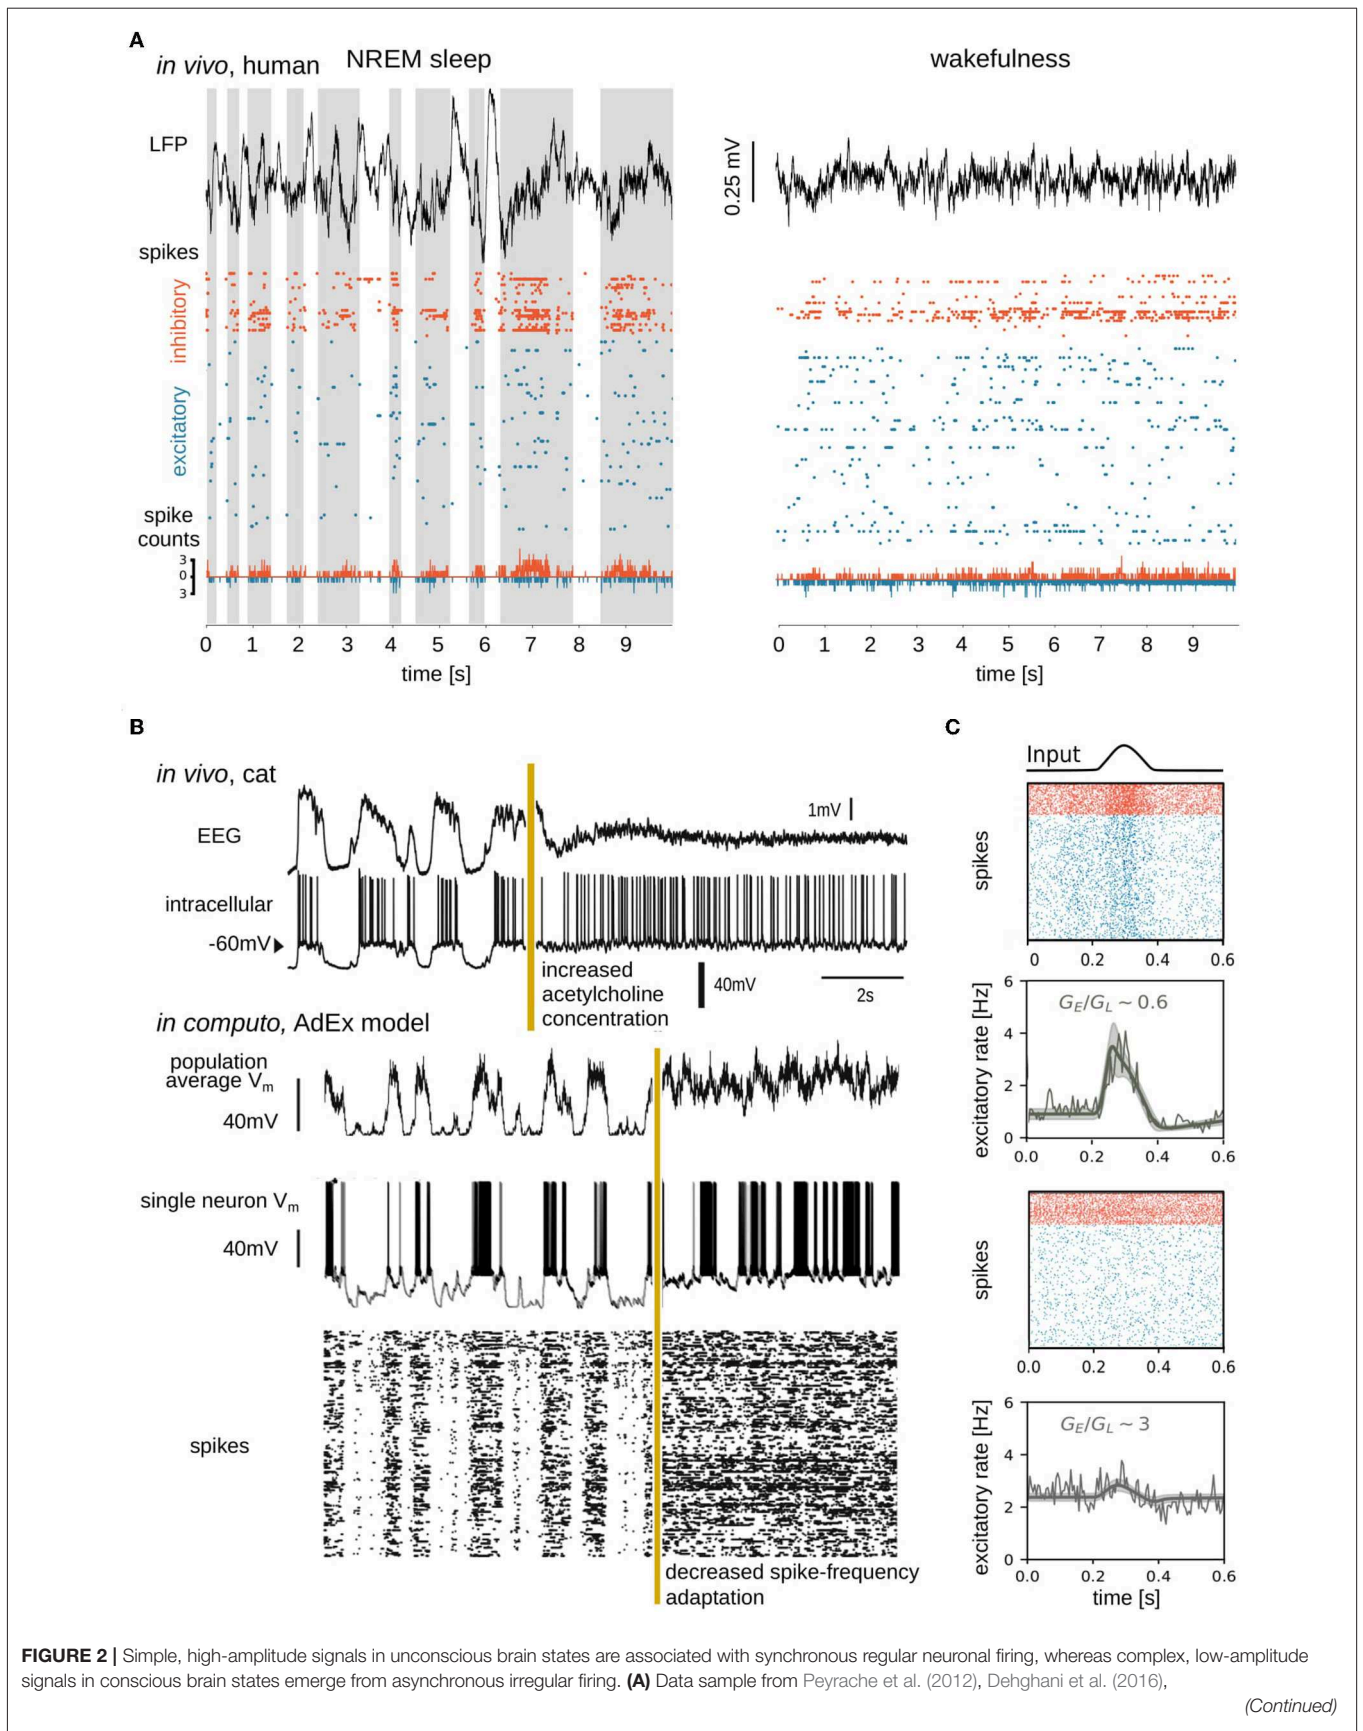 A
in vivo, human
NREM sleep
wakefulness
LFP
0.25 mV
spikes
inhibitory
excitatory
spike
counts
3
0
3
0 1 2 3 4 5 6 7 8 9
time [s]
0 1 2 3 4 5 6 7 8 9
time [s]
B
in vivo, cat
EEG
1mV
intracellular
-60mV
increased
acetylcholine
concentration
40mV
2s
in computo, AdEx model
population
average Vm
40mV
single neuron Vm
40mV
spikes
decreased spike-frequency
adaptation
C
Input
spikes
0.0 0.2 0.4 0.6
excitatory rate [Hz]
6
4
2
0
GE/GL ~ 0.6
0.0 0.2 0.4 0.6
spikes
0.0 0.2 0.4 0.6
excitatory rate [Hz]
6
4
2
0
GE/GL ~ 3
0.0 0.2 0.4 0.6
time [s]
FIGURE 2 | Simple, high-amplitude signals in unconscious brain states are associated with synchronous regular neuronal firing, whereas complex, low-amplitude
signals in conscious brain states emerge from asynchronous irregular firing. (A) Data sample from Peyrache et al. (2012), Dehghani et al. (2016),
(Continued)